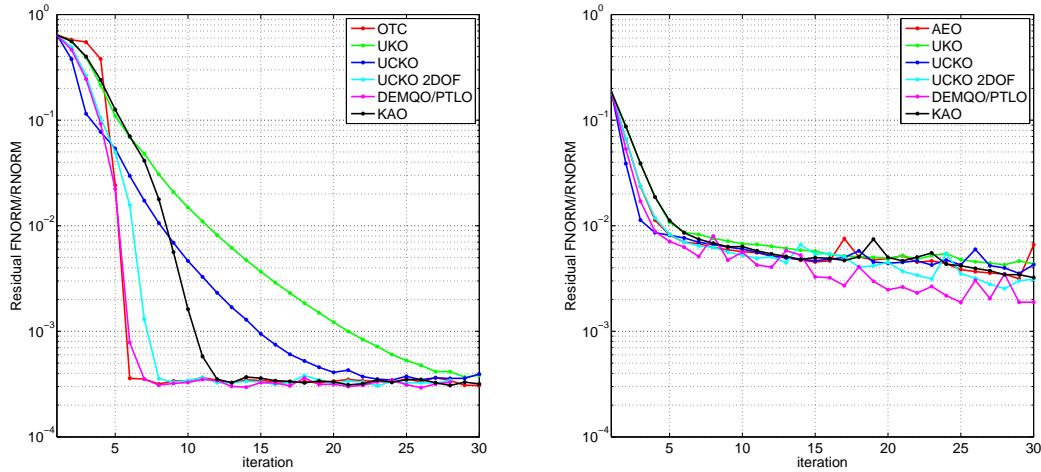 10^0
10^-1
10^-2
10^-3
10^-4
Residual FNORM/RNORM
5
10
15
20
25
30
iteration
OTC
UKO
UCKO
UCKO 2DOF
DEMQO/PTLO
KAO
10^0
10^-1
10^-2
10^-3
10^-4
Residual FNORM/RNORM
5
10
15
20
25
30
iteration
AEO
UKO
UCKO
UCKO 2DOF
DEMQO/PTLO
KAO